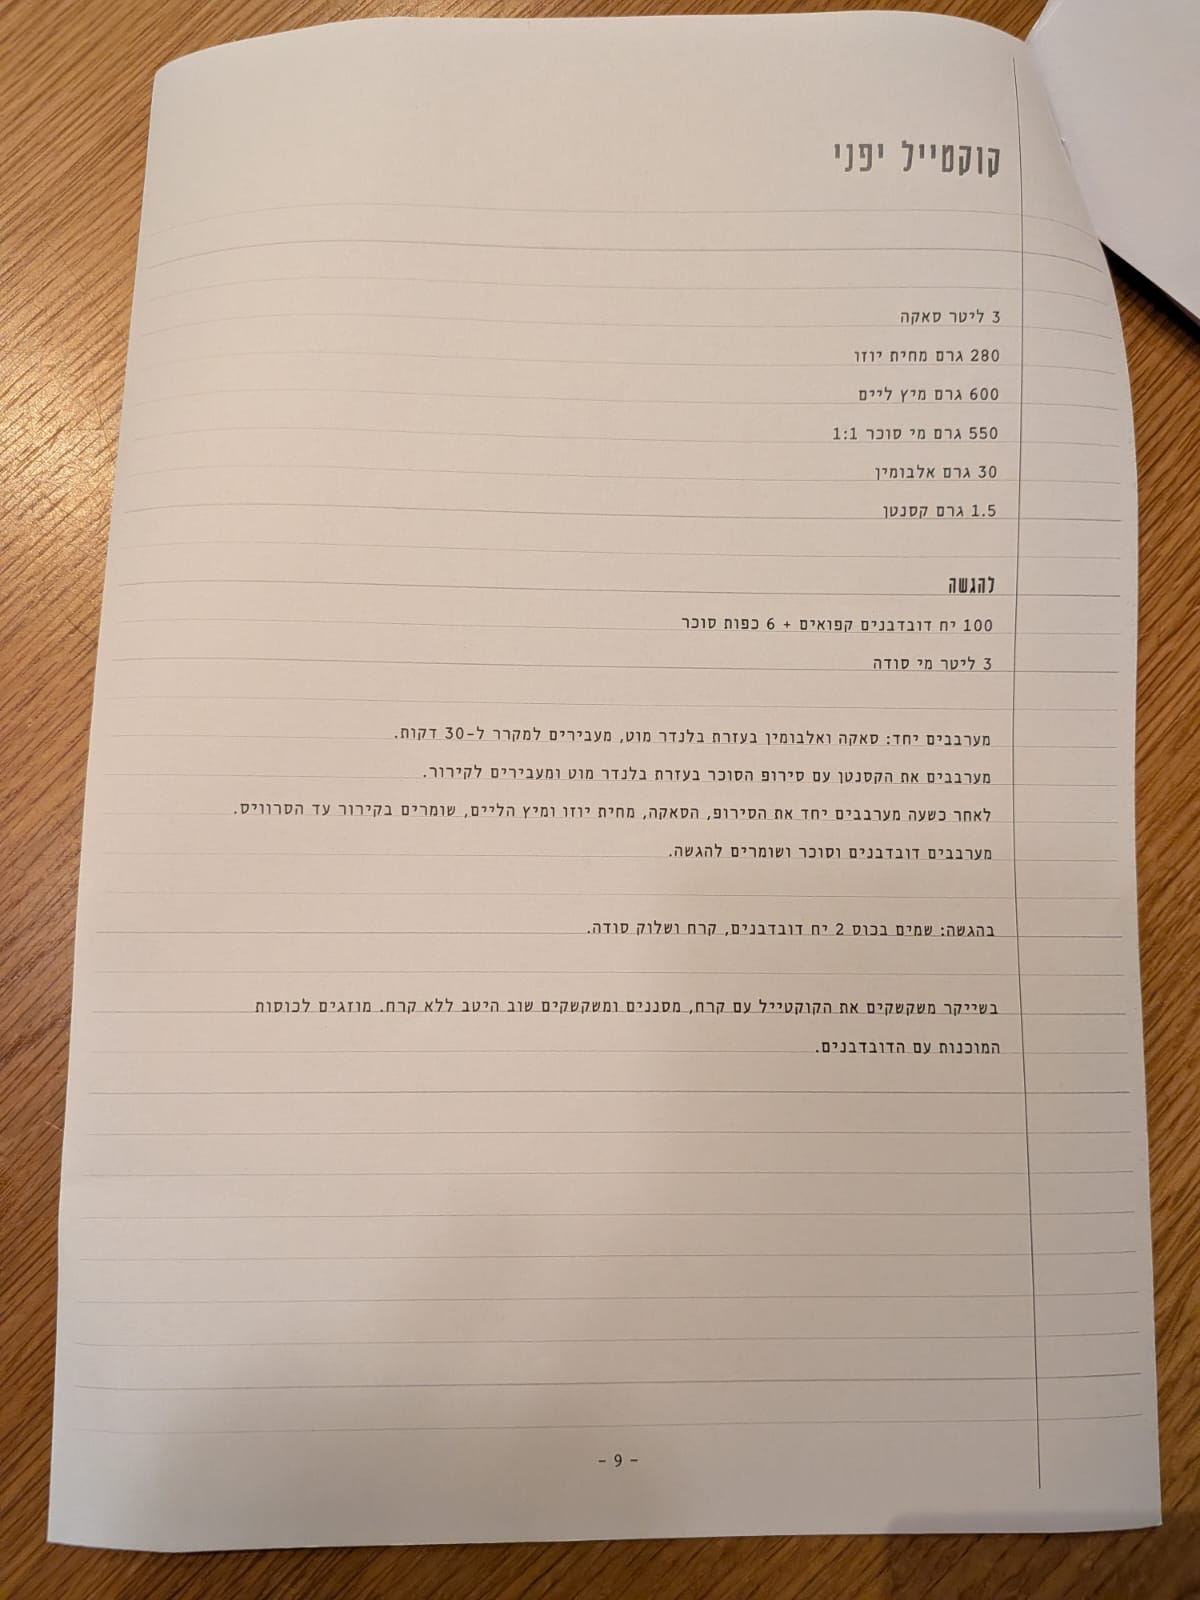 קוקטייל יפני
3 ליטר סאקה
280 גרם מחית יוזו
600 גרם מיץ ליים
550 גרם מי סוכר 1:1
30 גרם אלבומין
1.5 גרם קסנטן
להגשה
100 יח דובדבנים קפואים + 6 כפות סוכר
3 ליטר מי סודה
מערבבים יחד: סאקה ואלבומין בעזרת בלנדר מוט, מעבירים למקרר ל-30 דקות.
מערבבים את הקסנטן עם סירופ הסוכר בעזרת בלנדר מוט ומעבירים לקירור.
לאחר כשעה מערבבים יחד את הסירופ, הסאקה, מחית יוזו ומיץ הליים, שומרים בקירור עד הסרוויס.
מערבבים דובדבנים וסוכר ושומרים להגשה.
בהגשה: שמים בכוס 2 יח דובדבנים, קרח ושלוק סודה.
בשייקר משקשקים את הקוקטייל עם קרח, מסננים ומשקשקים שוב היטב ללא קרח. מוזגים לכוסות
המוכנות עם הדובדבנים.
- 9 -